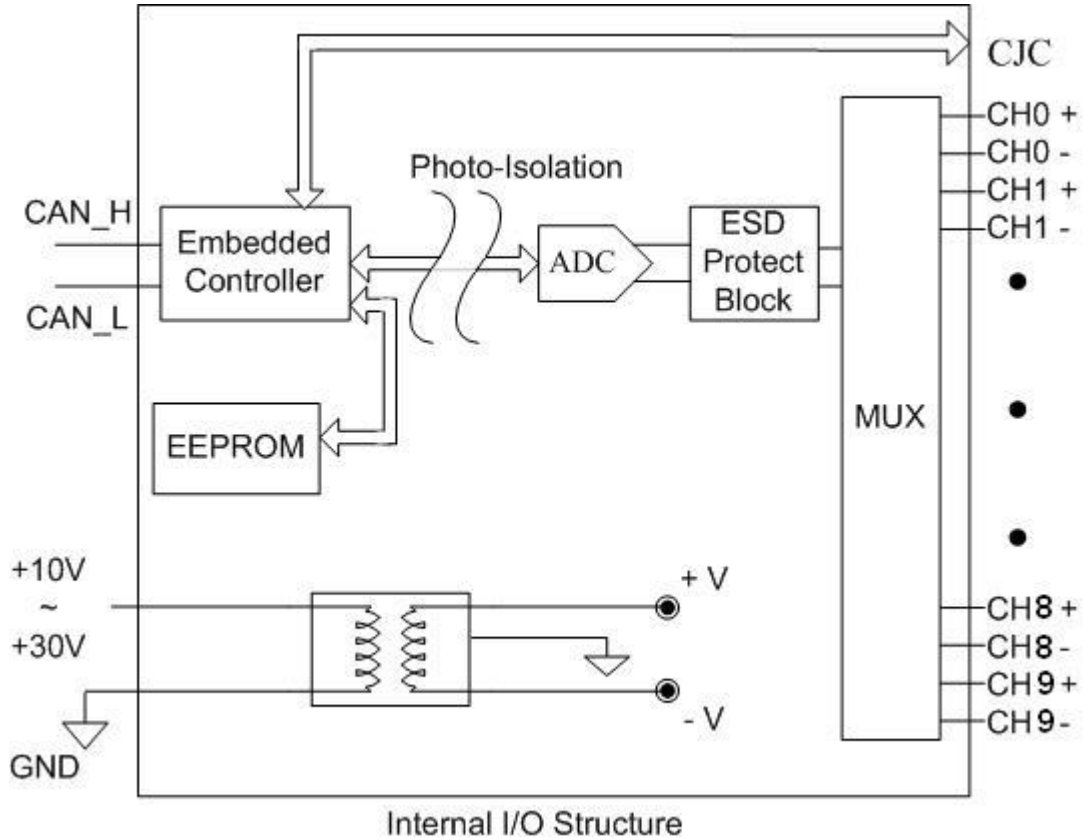 CJC
CH0 +
CH0 -
CH1 +
CH1 -
Photo-Isolation
CAN_H
CAN_L
Embedded
Controller
ADC
ESD
Protect
Block
MUX
EEPROM
+10V
~
+30V
GND
+ V
- V
CH8 +
CH8 -
CH9 +
CH9 -
Internal I/O Structure